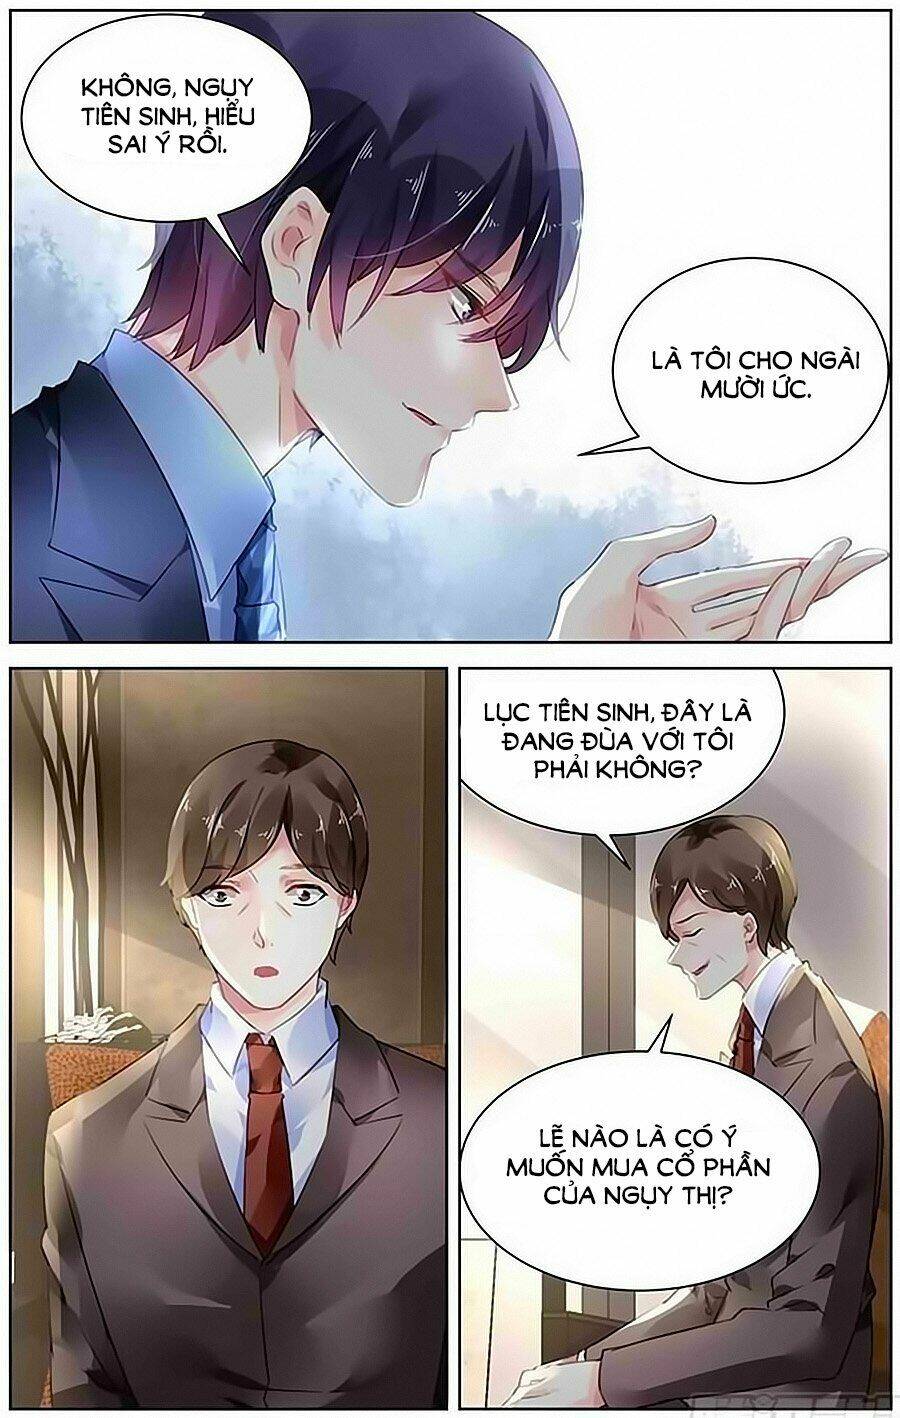 KHÔNG, NGỤY
TIÊN SINH, HIỂU
SAI Ý RỒI.
LÀ TÔI CHO NGÀI
MƯỜI ỨC.
LỤC TIÊN SINH, ĐÂY LÀ
ĐANG ĐÙA VỚI TÔI
PHẢI KHÔNG?
LẼ NÀO LÀ CÓ Ý
MUỐN MUA CỔ PHẦN
CỦA NGỤY THỊ?